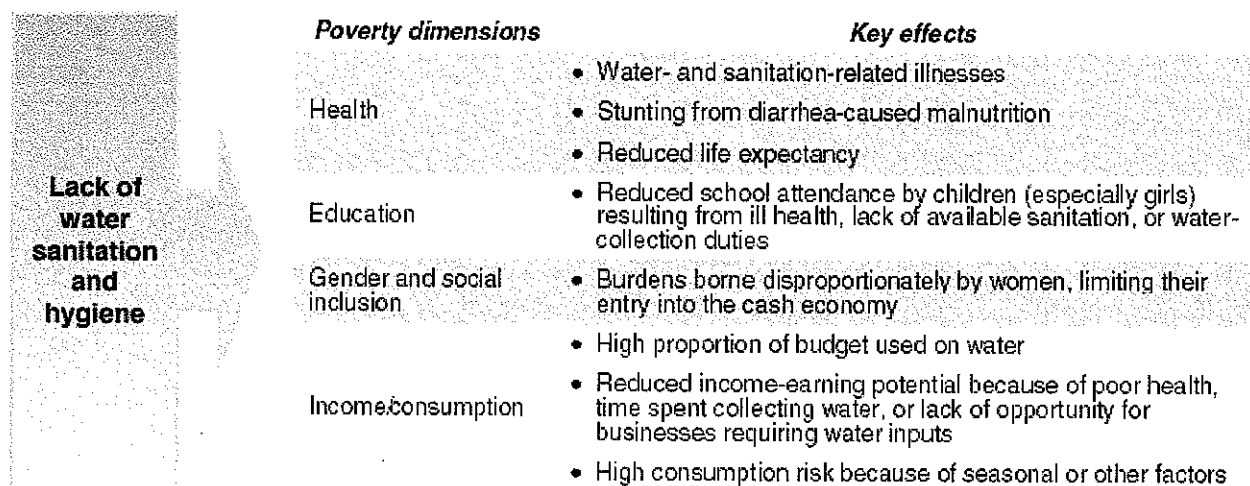 Poverty dimensions
Key effects
Lack of
water
sanitation
and
hygiene
Health
• Water- and sanitation-related illnesses
• Stunting from diarrhea-caused malnutrition
• Reduced life expectancy
Education
• Reduced school attendance by children (especially girls)
resulting from ill health, lack of available sanitation, or water-
collection duties
Gender and social
inclusion
• Burdens borne disproportionately by women, limiting their
entry into the cash economy
Income/consumption
• High proportion of budget used on water
• Reduced income-earning potential because of poor health,
time spent collecting water, or lack of opportunity for
businesses requiring water inputs
• High consumption risk because of seasonal or other factors